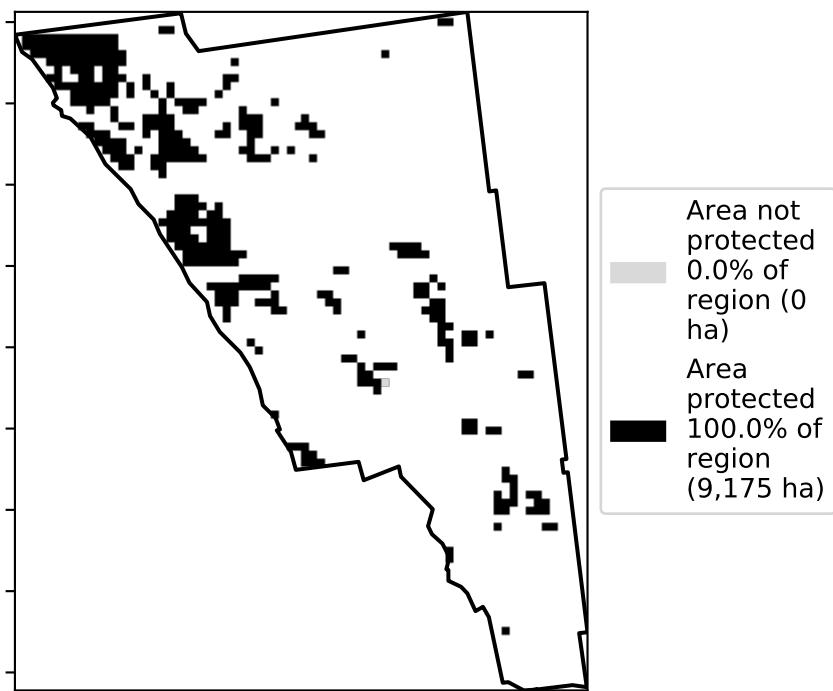 Area not
protected
0.0% of
region (0
ha)
Area
protected
100.0% of
region
(9,175 ha)